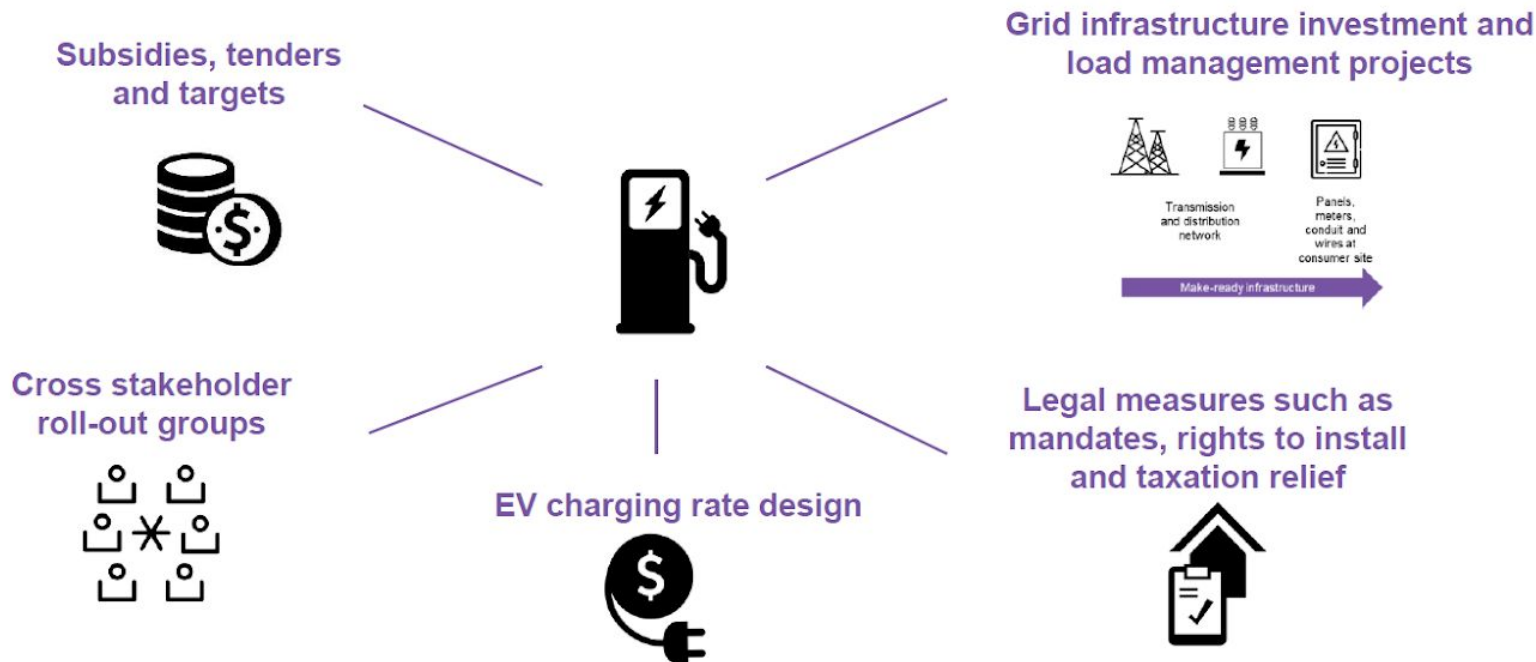 Subsidies, tenders
and targets
Grid infrastructure investment and
load management projects
Transmission
and distribution
network
Panels,
meters,
conduit and
wires at
consumer site
Make-ready infrastructure
Cross stakeholder
roll-out groups
EV charging rate design
Legal measures such as
mandates, rights to install
and taxation relief